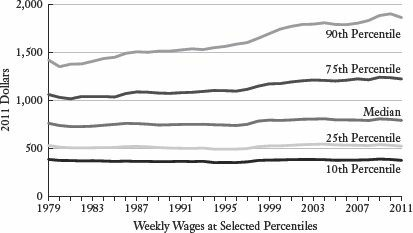 2,000
1,500
1,000
500
0
2011 Dollars
90th Percentile
75th Percentile
Median
25th Percentile
10th Percentile
1979 1983 1987 1991 1995 1999 2003 2007 2011
Weekly Wages at Selected Percentiles